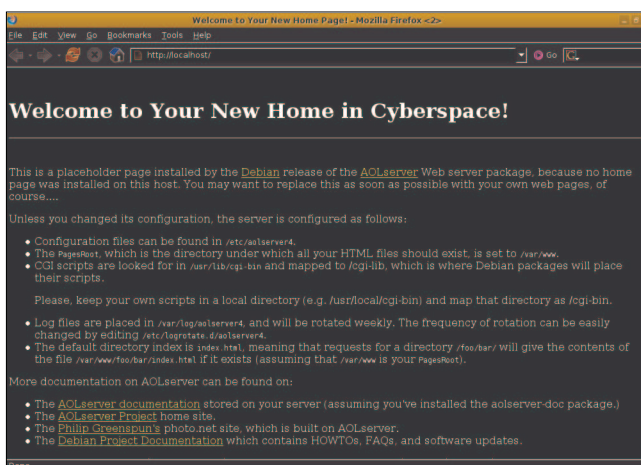 Welcome to Your New Home Page! - Mozilla Firefox <2>
File Edit View Go Bookmarks Tools Help
http://localhost/ Go
Welcome to Your New Home in Cyberspace!
This is a placeholder page installed by the Debian release of the AOLserver Web server package, because no home
page was installed on this host. You may want to replace this as soon as possible with your own web pages, of
course....
Unless you changed its configuration, the server is configured as follows:
• Configuration files can be found in /etc/aolserver4.
• The PagesRoot, which is the directory under which all your HTML files should exist, is set to /var/www.
• CGI scripts are looked for in /usr/lib/cgi-bin and mapped to /cgi-lib, which is where Debian packages will place
their scripts.
Please, keep your own scripts in a local directory (e.g. /usr/local/cgi-bin) and map that directory as /cgi-bin.
• Log files are placed in /var/log/aolserver4, and will be rotated weekly. The frequency of rotation can be easily
changed by editing /etc/logrotate.d/aolserver4.
• The default directory index is index.html, meaning that requests for a directory /foo/bar/ will give the contents of
the file /var/www/foo/bar/index.html if it exists (assuming that /var/www is your PagesRoot).
More documentation on AOLserver can be found on:
• The AOLserver documentation stored on your server (assuming you've installed the aolserver-doc package.)
• The AOLserver Project home site.
• The Philip Greenspun's photo.net site, which is built on AOLserver.
• The Debian Project Documentation which contains HOWTOs, FAQs, and software updates.